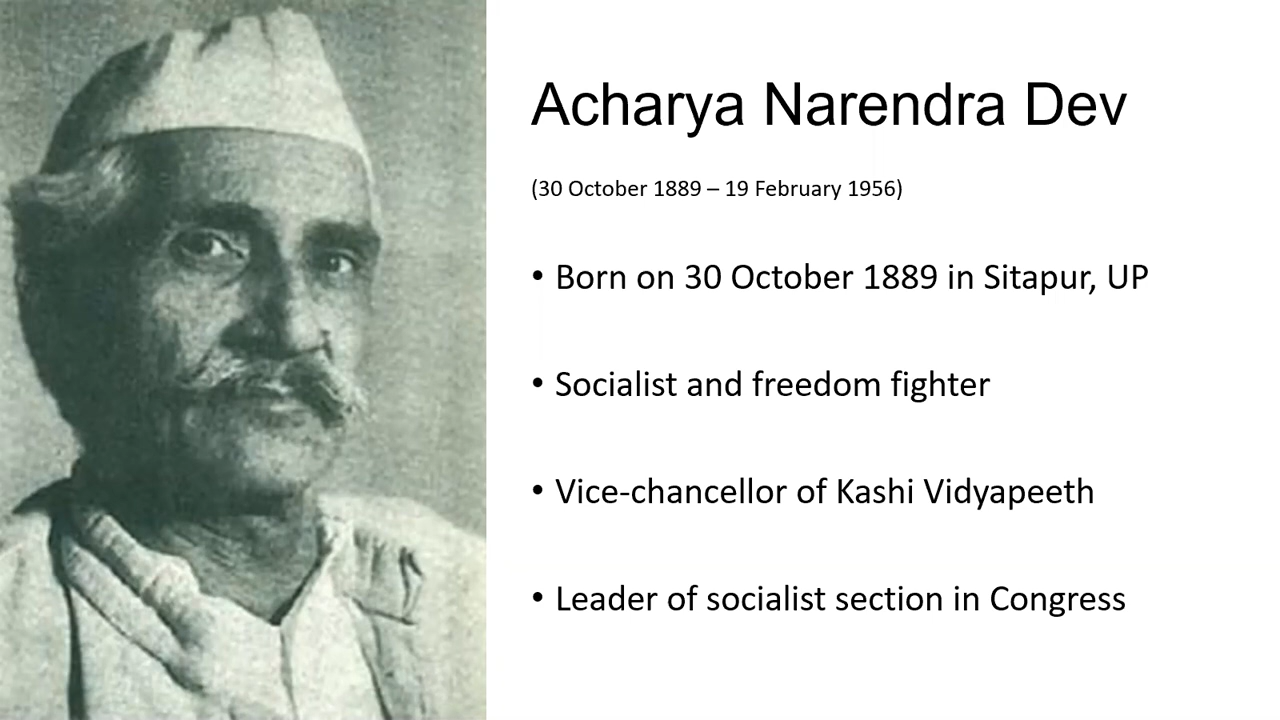 Acharya Narendra Dev
(30 October 1889 – 19 February 1956)
• Born on 30 October 1889 in Sitapur, UP
• Socialist and freedom fighter
• Vice-chancellor of Kashi Vidyapeeth
• Leader of socialist section in Congress